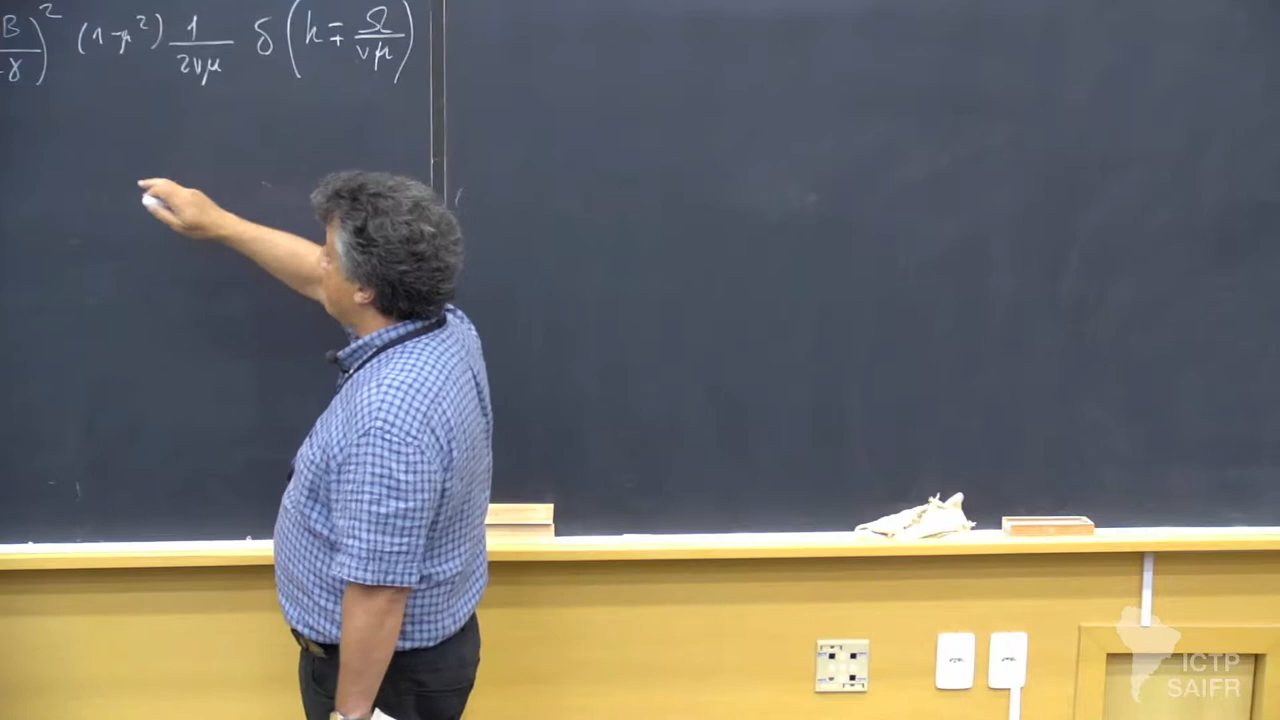 B/γ)² (1-μ²) 1/2vμ δ(k ∓ Ω/vμ)
ICTP
SAIFR